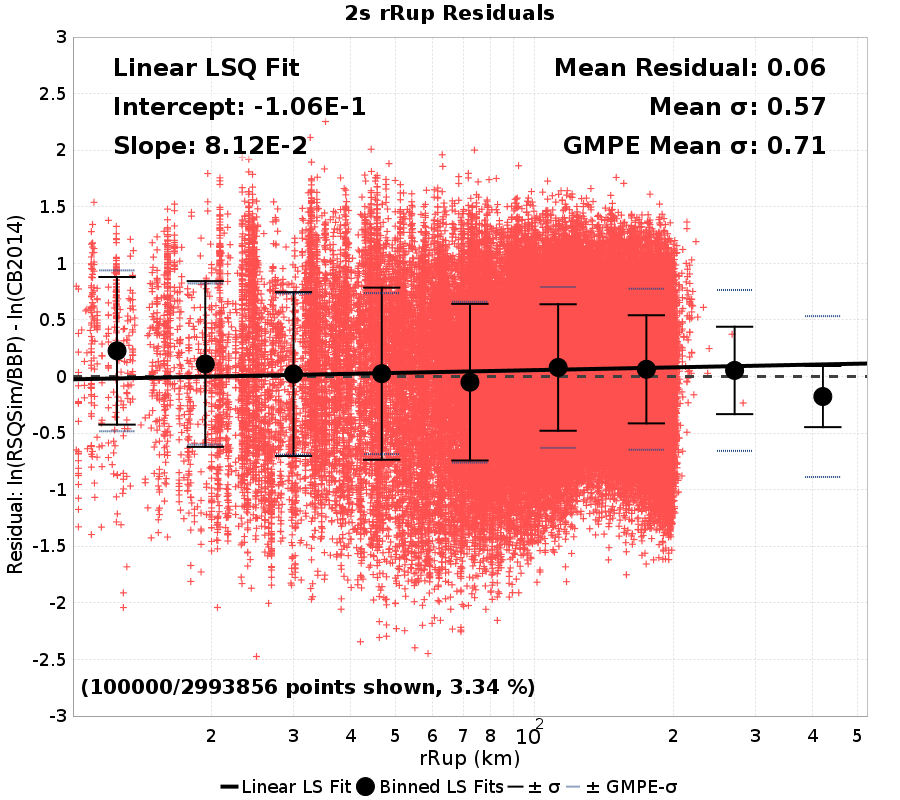 2s rRup Residuals
Linear LSQ Fit
Intercept: -1.06E-1
Slope: 8.12E-2
Mean Residual: 0.06
Mean σ: 0.57
GMPE Mean σ: 0.71
Residual: ln(RSQSim/BBP) - ln(CB2014)
3
2.5
2
1.5
1
0.5
0
-0.5
-1
-1.5
-2
-2.5
-3
(100000/2993856 points shown, 3.34 %)
2 3 4 5 6 7 8 10² 2 3 4 5
rRup (km)
Linear LS Fit Binned LS Fits ± σ ± GMPE-σ